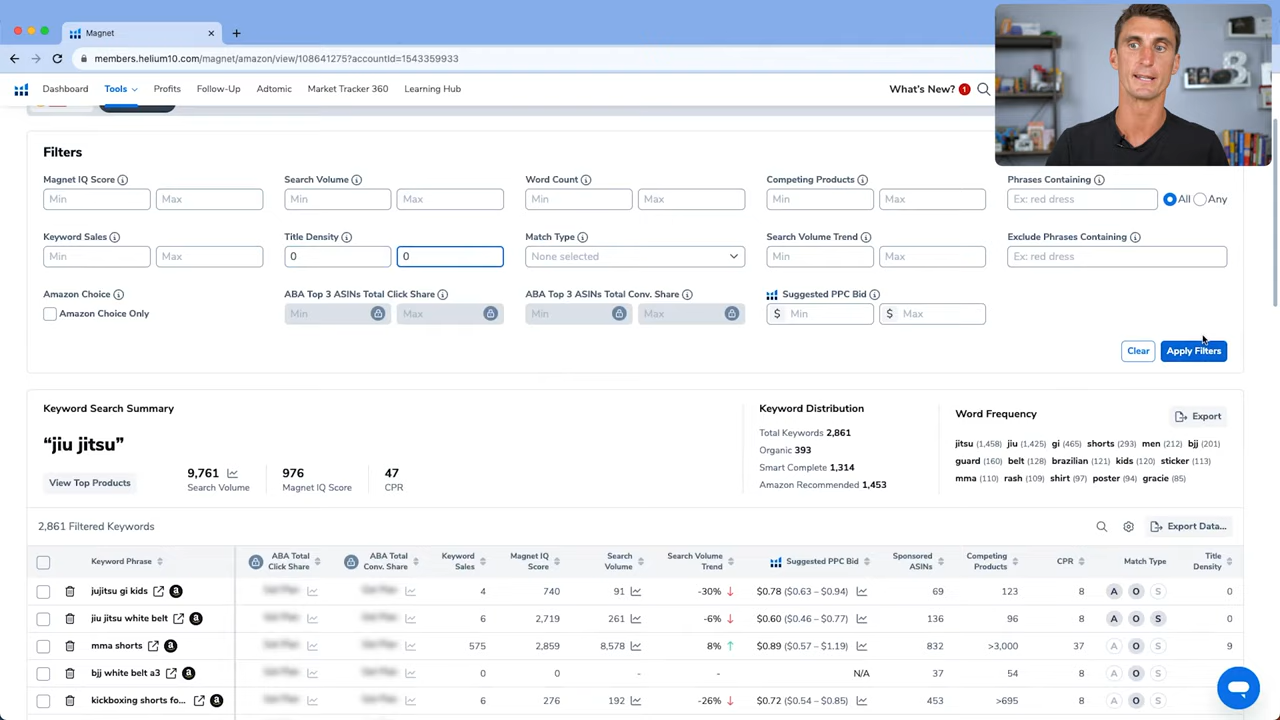 Magnet
members.helium10.com/magnet/amazon/view/108641275?accountId=1543359933
Dashboard Tools Profits Follow-Up Adtomic Market Tracker 360 Learning Hub What's New? 1
Filters
Magnet IQ Score Search Volume Word Count Competing Products Phrases Containing
Min Max Min Max Min Max Min Max Ex: red dress All Any
Keyword Sales Title Density Match Type Search Volume Trend Exclude Phrases Containing
Min Max 0 0 None selected Min Max Ex: red dress
Amazon Choice ABA Top 3 ASINs Total Click Share ABA Top 3 ASINs Total Conv. Share Suggested PPC Bid
Amazon Choice Only Min Max Min Max $ Min $ Max
Clear Apply Filters
Keyword Search Summary
"jiu jitsu"
View Top Products
9,761
Search Volume
976
Magnet IQ Score
47
CPR
Keyword Distribution
Total Keywords 2,861
Organic 393
Smart Complete 1,314
Amazon Recommended 1,453
Word Frequency
Export
jitsu (1,458) jiu (1,425) gi (465) shorts (293) men (212) bjj (201)
guard (160) belt (128) brazilian (121) kids (120) sticker (113)
mma (110) rash (109) shirt (97) poster (94) gracie (85)
2,861 Filtered Keywords Export Data...
Keyword Phrase ABA Total Click Share ABA Total Conv. Share Keyword Sales Magnet IQ Score Search Volume Search Volume Trend Suggested PPC Bid Sponsored ASINs Competing Products CPR Match Type Title Density
jujitsu gi kids a 4 740 91 -30% $0.78 ($0.63 – $0.94) 69 123 8 A O S 0
jiu jitsu white belt a 6 2,719 261 -6% $0.60 ($0.46 – $0.77) 136 96 8 A O S 0
mma shorts a 575 2,859 8,578 8% $0.89 ($0.57 – $1.19) 832 >3,000 37 A O S 9
bjj white belt a3 a 0 0 - - N/A 37 54 8 A O S 0
kickboxing shorts fo... a 6 276 192 -26% $0.72 ($0.54 – $0.85) 453 >695 8 A O S 0